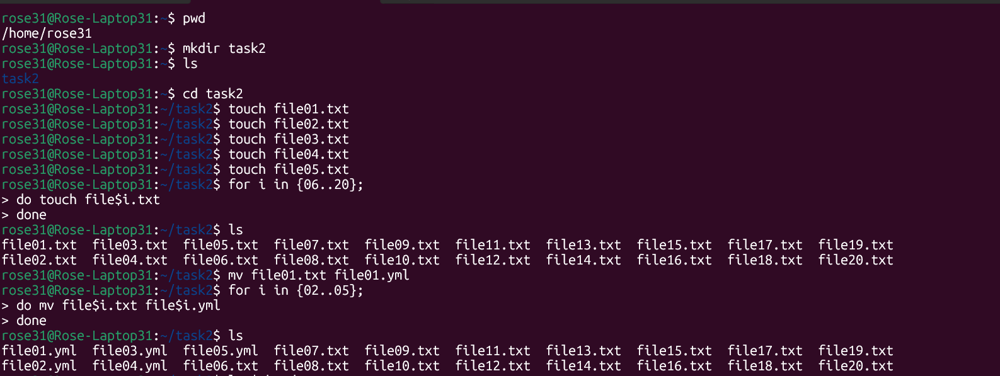 rose31@Rose-Laptop31:~$ pwd
/home/rose31
rose31@Rose-Laptop31:~$ mkdir task2
rose31@Rose-Laptop31:~$ ls
task2
rose31@Rose-Laptop31:~$ cd task2
rose31@Rose-Laptop31:~/task2$ touch file01.txt
rose31@Rose-Laptop31:~/task2$ touch file02.txt
rose31@Rose-Laptop31:~/task2$ touch file03.txt
rose31@Rose-Laptop31:~/task2$ touch file04.txt
rose31@Rose-Laptop31:~/task2$ touch file05.txt
rose31@Rose-Laptop31:~/task2$ for i in {06..20};
> do touch file$i.txt
> done
rose31@Rose-Laptop31:~/task2$ ls
file01.txt  file03.txt  file05.txt  file07.txt  file09.txt  file11.txt  file13.txt  file15.txt  file17.txt  file19.txt
file02.txt  file04.txt  file06.txt  file08.txt  file10.txt  file12.txt  file14.txt  file16.txt  file18.txt  file20.txt
rose31@Rose-Laptop31:~/task2$ mv file01.txt file01.yml
rose31@Rose-Laptop31:~/task2$ for i in {02..05};
> do mv file$i.txt file$i.yml
> done
rose31@Rose-Laptop31:~/task2$ ls
file01.yml  file03.yml  file05.yml  file07.txt  file09.txt  file11.txt  file13.txt  file15.txt  file17.txt  file19.txt
file02.yml  file04.yml  file06.txt  file08.txt  file10.txt  file12.txt  file14.txt  file16.txt  file18.txt  file20.txt